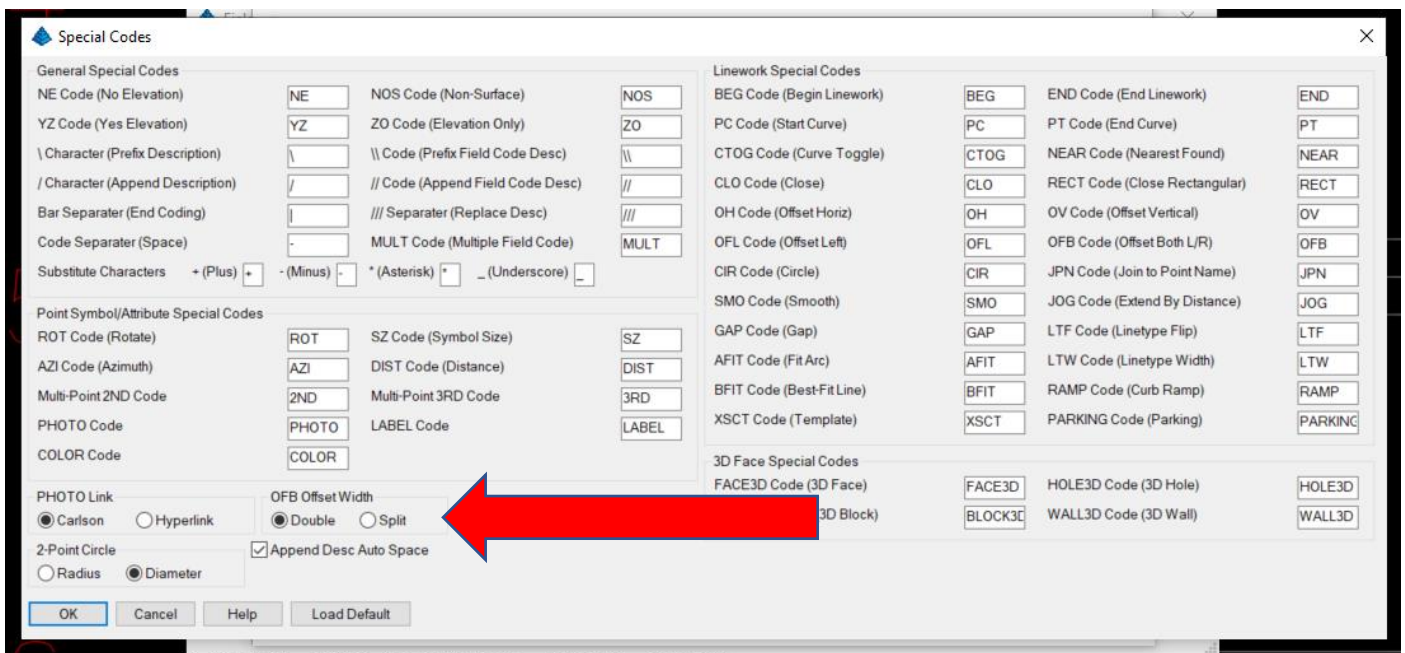 Special Codes
General Special Codes
NE Code (No Elevation) NE NOS Code (Non-Surface) NOS
YZ Code (Yes Elevation) YZ ZO Code (Elevation Only) ZO
\ Character (Prefix Description) \ \\ Code (Prefix Field Code Desc) \\
/ Character (Append Description) / // Code (Append Field Code Desc) //
Bar Separater (End Coding) | /// Separater (Replace Desc) ///
Code Separater (Space) - MULT Code (Multiple Field Code) MULT
Substitute Characters + (Plus) + - (Minus) - * (Asterisk) * _ (Underscore) _
Point Symbol/Attribute Special Codes
ROT Code (Rotate) ROT SZ Code (Symbol Size) SZ
AZI Code (Azimuth) AZI DIST Code (Distance) DIST
Multi-Point 2ND Code 2ND Multi-Point 3RD Code 3RD
PHOTO Code PHOTO LABEL Code LABEL
COLOR Code COLOR
PHOTO Link
Carlson Hyperlink
OFB Offset Width
Double Split
2-Point Circle
Radius Diameter
Append Desc Auto Space
OK Cancel Help Load Default
Linework Special Codes
BEG Code (Begin Linework) BEG END Code (End Linework) END
PC Code (Start Curve) PC PT Code (End Curve) PT
CTOG Code (Curve Toggle) CTOG NEAR Code (Nearest Found) NEAR
CLO Code (Close) CLO RECT Code (Close Rectangular) RECT
OH Code (Offset Horiz) OH OV Code (Offset Vertical) OV
OFL Code (Offset Left) OFL OFB Code (Offset Both L/R) OFB
CIR Code (Circle) CIR JPN Code (Join to Point Name) JPN
SMO Code (Smooth) SMO JOG Code (Extend By Distance) JOG
GAP Code (Gap) GAP LTF Code (Linetype Flip) LTF
AFIT Code (Fit Arc) AFIT LTW Code (Linetype Width) LTW
BFIT Code (Best-Fit Line) BFIT RAMP Code (Curb Ramp) RAMP
XSCT Code (Template) XSCT PARKING Code (Parking) PARKING
3D Face Special Codes
FACE3D Code (3D Face) FACE3D HOLE3D Code (3D Hole) HOLE3D
3D Block) BLOCK3D WALL3D Code (3D Wall) WALL3D